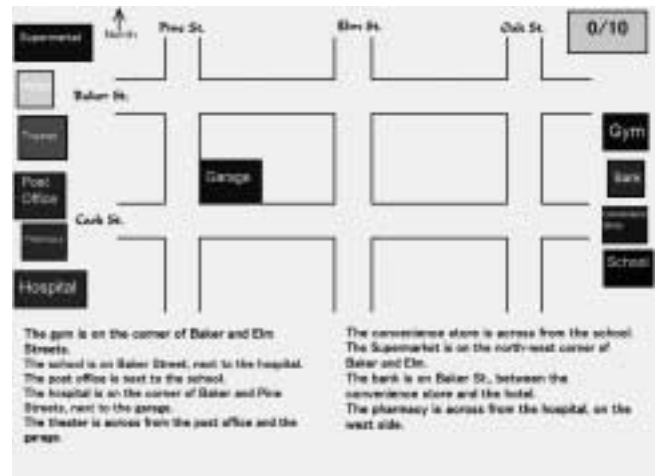 Supermarket
North
Pine St.
Elm St.
Oak St.
0/10
Baker St.
Theater
Gym
Post
Office
Garage
Bank
Convenience
Store
Cork St.
Pharmacy
School
Hospital
The gym is on the corner of Baker and Elm
Streets.
The school is on Baker Street, next to the hospital.
The post office is next to the school.
The hospital is on the corner of Baker and Pine
Streets, next to the garage.
The theater is across from the post office and the
garage.
The convenience store is across from the school.
The Supermarket is on the north-west corner of
Baker and Elm.
The bank is on Baker St., between the
convenience store and the hotel.
The pharmacy is across from the hospital, on the
west side.